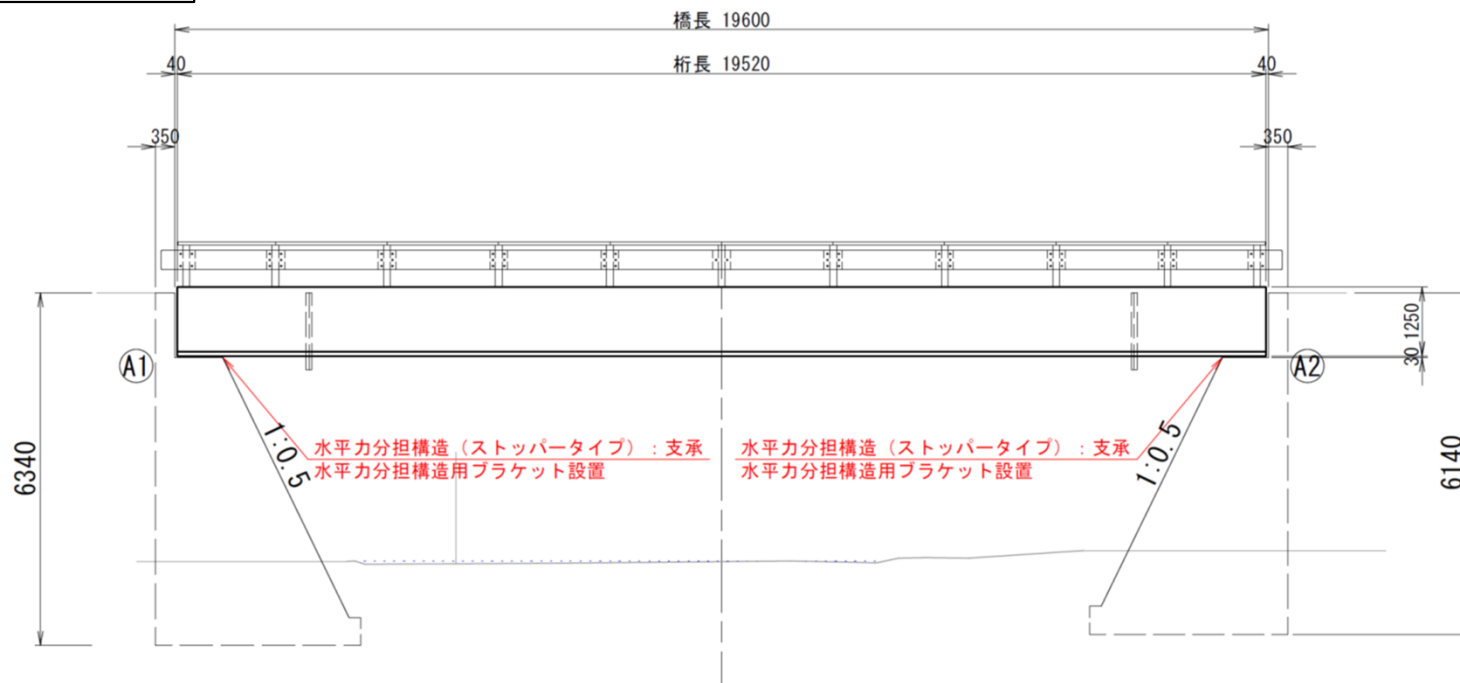 橋長 19600
40
桁長 19520
40
350
350
1250
30
A1
A2
6340
6140
1:0.5
1:0.5
水平力分担構造（ストッパータイプ）：支承
水平力分担構造用ブラケット設置
水平力分担構造（ストッパータイプ）：支承
水平力分担構造用ブラケット設置